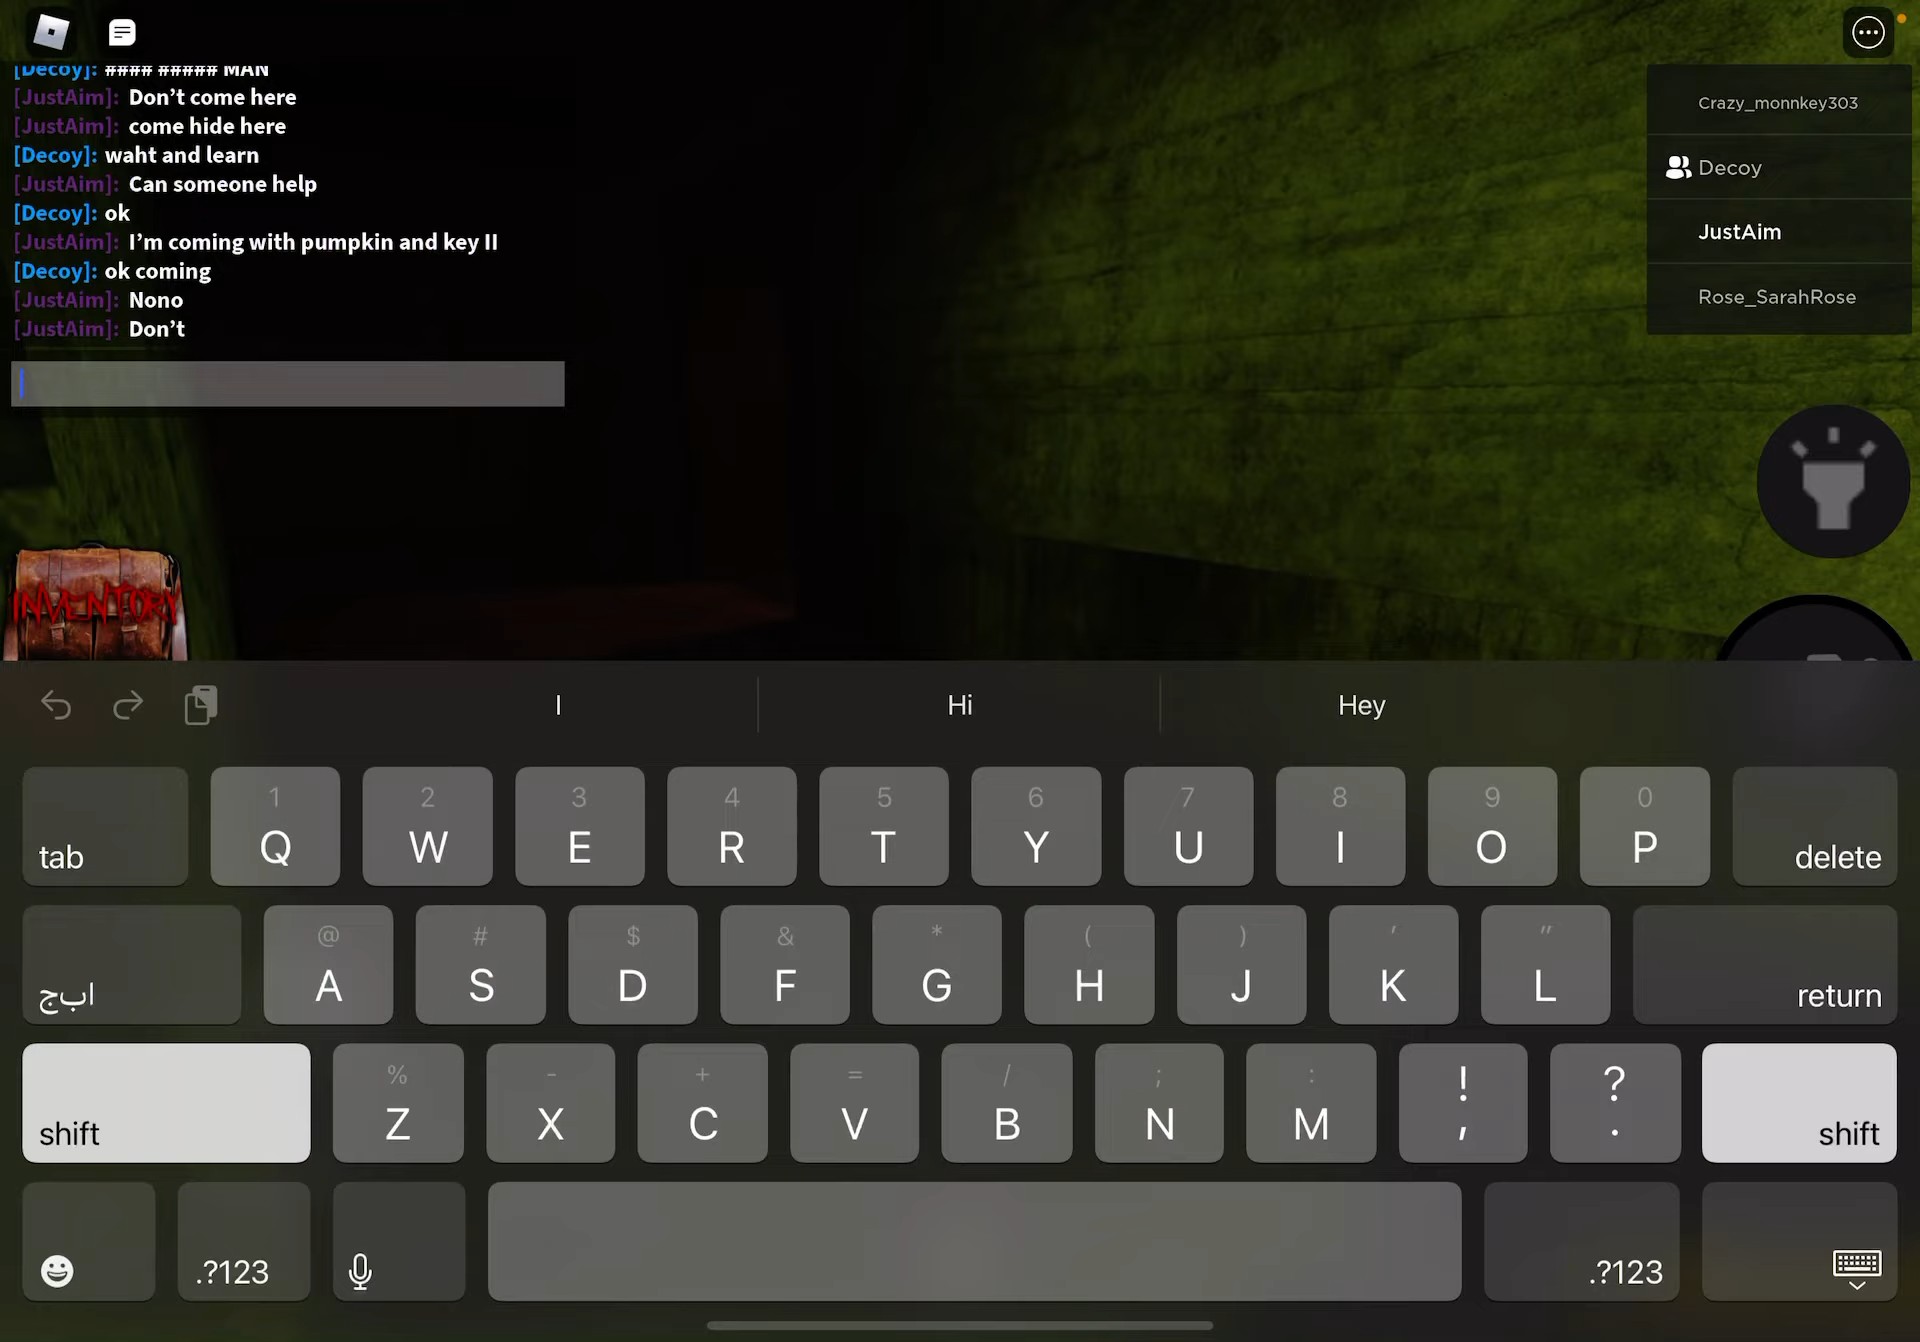 [Decoy]: #### ##### MAN
[JustAim]: Don't come here
[JustAim]: come hide here
[Decoy]: waht and learn
[JustAim]: Can someone help
[Decoy]: ok
[JustAim]: I'm coming with pumpkin and key II
[Decoy]: ok coming
[JustAim]: Nono
[JustAim]: Don't
Crazy_monnkey303
Decoy
JustAim
Rose_SarahRose
INVENTORY
I Hi Hey
1 2 3 4 5 6 7 8 9 0
tab Q W E R T Y U I O P delete
@ # $ & * ( ) ' "
ابج A S D F G H J K L return
% - + = / ; : ! ?
shift Z X C V B N M , . shift
.?123 .?123